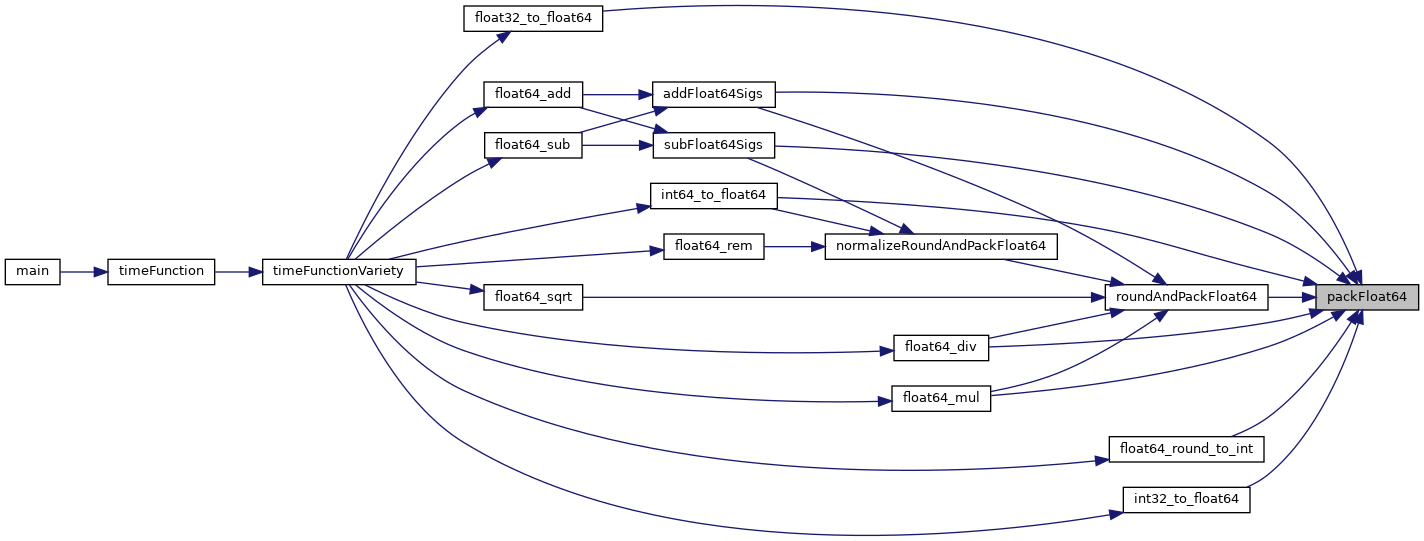 float32_to_float64
float64_add
addFloat64Sigs
float64_sub
subFloat64Sigs
int64_to_float64
float64_rem
normalizeRoundAndPackFloat64
main
timeFunction
timeFunctionVariety
float64_sqrt
roundAndPackFloat64
packFloat64
float64_div
float64_mul
float64_round_to_int
int32_to_float64